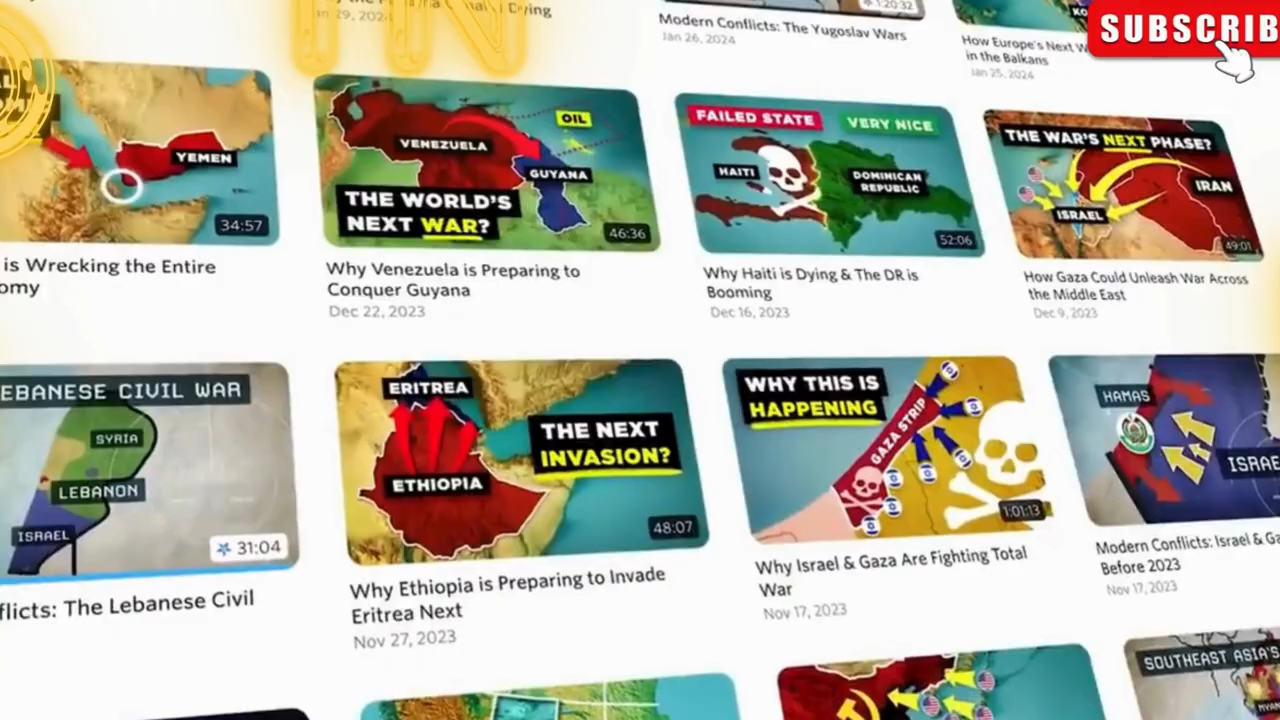 Jan 29, 2024
Modern Conflicts: The Yugoslav Wars
Jan 26, 2024
1:20:32
How Europe's Next
in the Balkans
Jan 25, 2024
SUBSCRIB
YEMEN
34:57
is Wrecking the Entire
omy
VENEZUELA
OIL
GUYANA
THE WORLD'S
NEXT WAR?
46:36
Why Venezuela is Preparing to
Conquer Guyana
Dec 22, 2023
FAILED STATE
VERY NICE
HAITI
DOMINICAN
REPUBLIC
52:06
Why Haiti is Dying & The DR is
Booming
Dec 16, 2023
THE WAR'S NEXT PHASE?
IRAN
ISRAEL
49:01
How Gaza Could Unleash War Across
the Middle East
Dec 9, 2023
EBANESE CIVIL WAR
SYRIA
LEBANON
ISRAEL
31:04
flicts: The Lebanese Civil
ERITREA
THE NEXT
INVASION?
ETHIOPIA
48:07
Why Ethiopia is Preparing to Invade
Eritrea Next
Nov 27, 2023
WHY THIS IS
HAPPENING
GAZA STRIP
1:01:13
Why Israel & Gaza Are Fighting Total
War
Nov 17, 2023
HAMAS
ISRAE
Modern Conflicts: Israel & Ga
Before 2023
Nov 17, 2023
SOUTHEAST ASIA'S